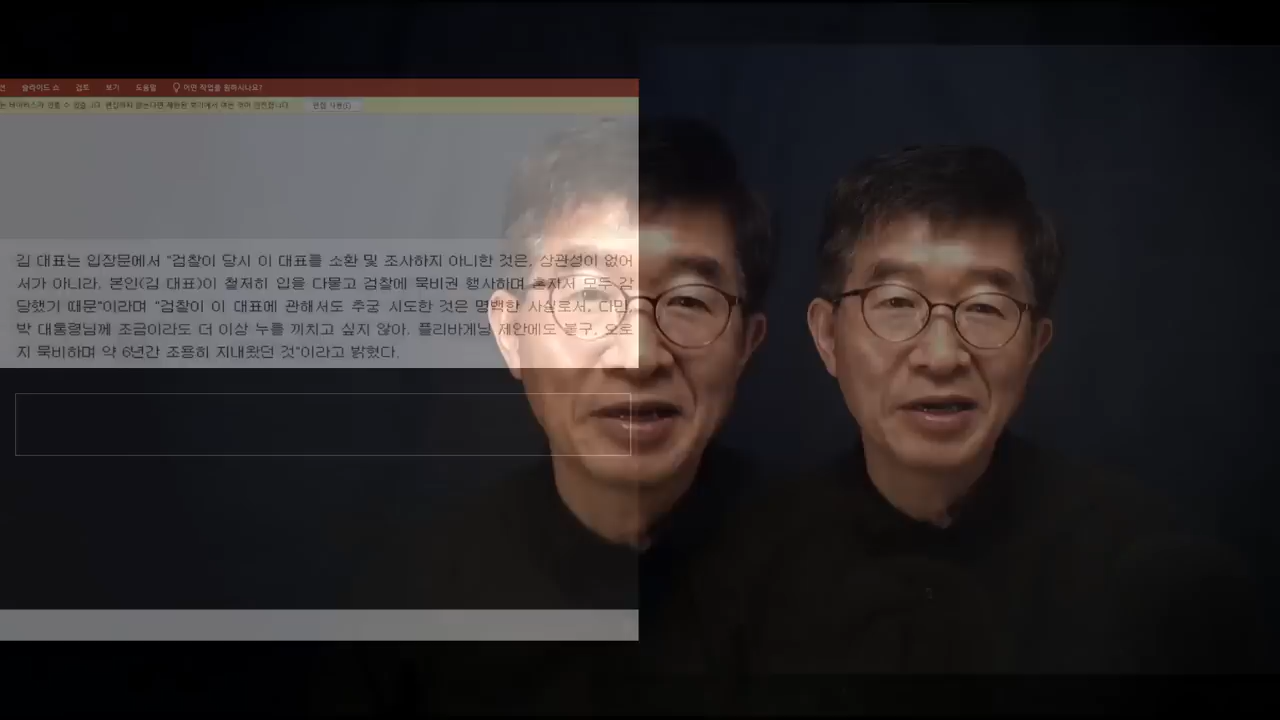 슬라이드 쇼 검토 보기 도움말 어떤 작업을 원하시나요?
편집 사용(E)
김 대표는 입장문에서 "검찰이 당시 이 대표를 소환 및 조사하지 아니한 것은, 상관성이 없어
서가 아니라, 본인(김 대표)이 철저히 입을 다물고 검찰에 묵비권 행사하며 혼자서 모두 감
당했기 때문"이라며 "검찰이 이 대표에 관해서도 추궁 시도한 것은 명백한 사실로서, 다만,
박 대통령님께 조금이라도 더 이상 누를 끼치고 싶지 않아, 플리바게닝 제안에도 불구, 오로
지 묵비하며 약 6년간 조용히 지내왔던 것"이라고 밝혔다.